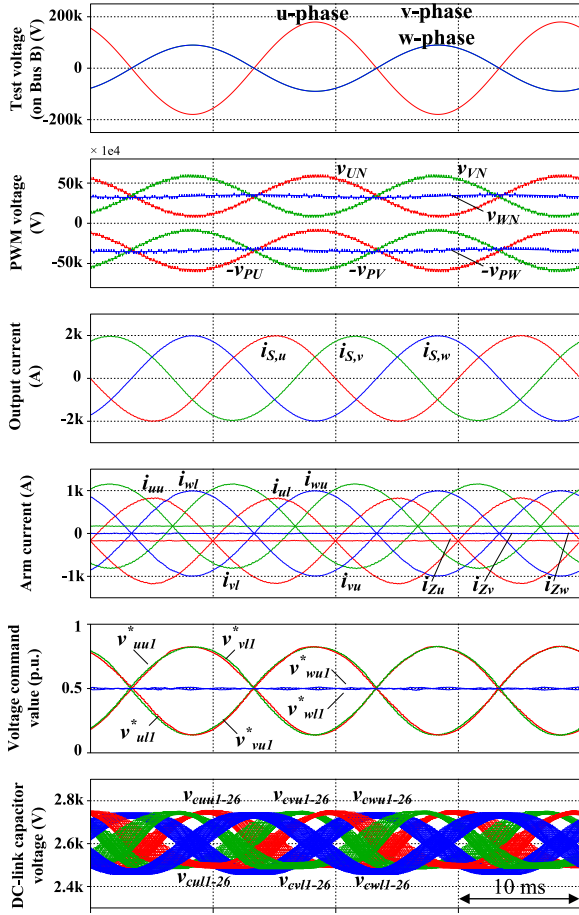 Test voltage
(on Bus B) (V)
200k
0
-200k
u-phase
v-phase
w-phase
× 1e4
PWM voltage
(V)
50k
0
-50k
vUN
vVN
vWN
-vPU
-vPV
-vPW
Output current
(A)
2k
0
-2k
iS,u
iS,v
iS,w
Arm current (A)
1k
0
-1k
iuu
iwl
iul
iwu
ivl
ivu
iZu
iZv
iZw
Voltage command
value (p.u.)
1
0.5
0
v*uu1
v*vl1
v*wu1
v*wl1
v*ul1
v*vu1
DC-link capacitor
voltage (V)
2.8k
2.6k
2.4k
vcuu1-26
vcvu1-26
vcwu1-26
vcul1-26
vcvl1-26
vcwl1-26
10 ms